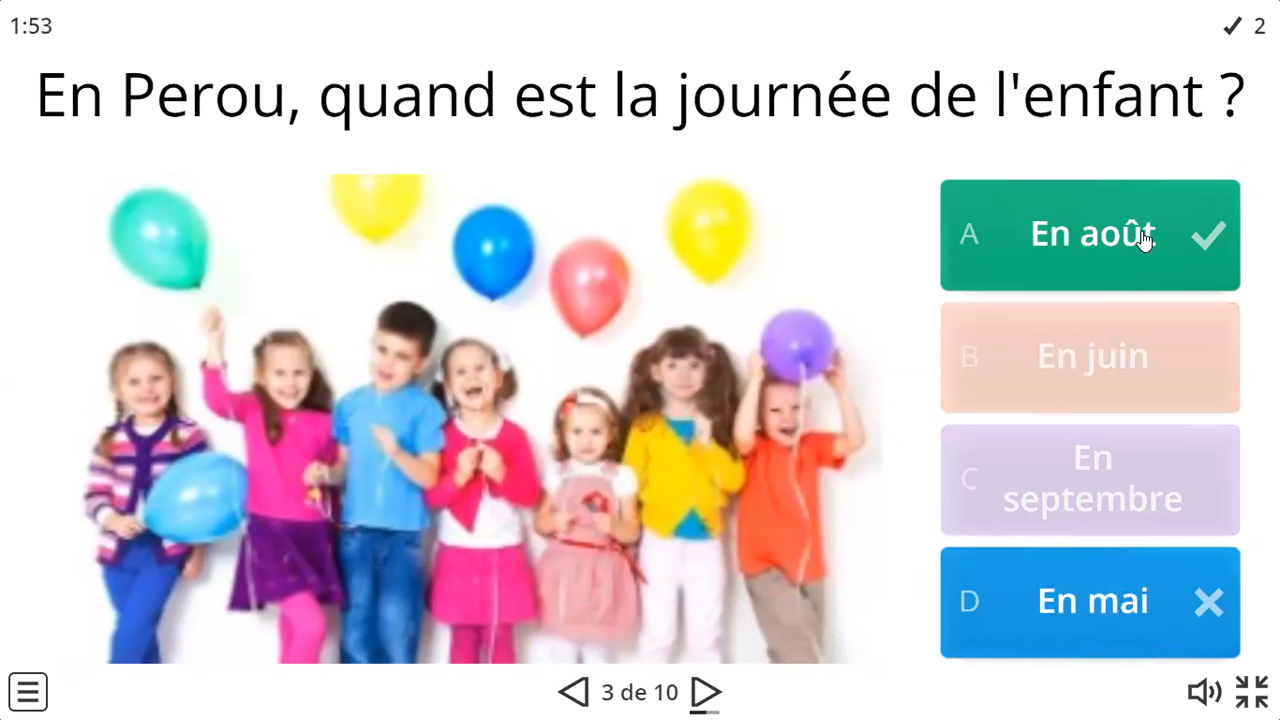 1:53
✓ 2
En Perou, quand est la journée de l'enfant ?
A En août
B En juin
C En
septembre
D En mai
3 de 10